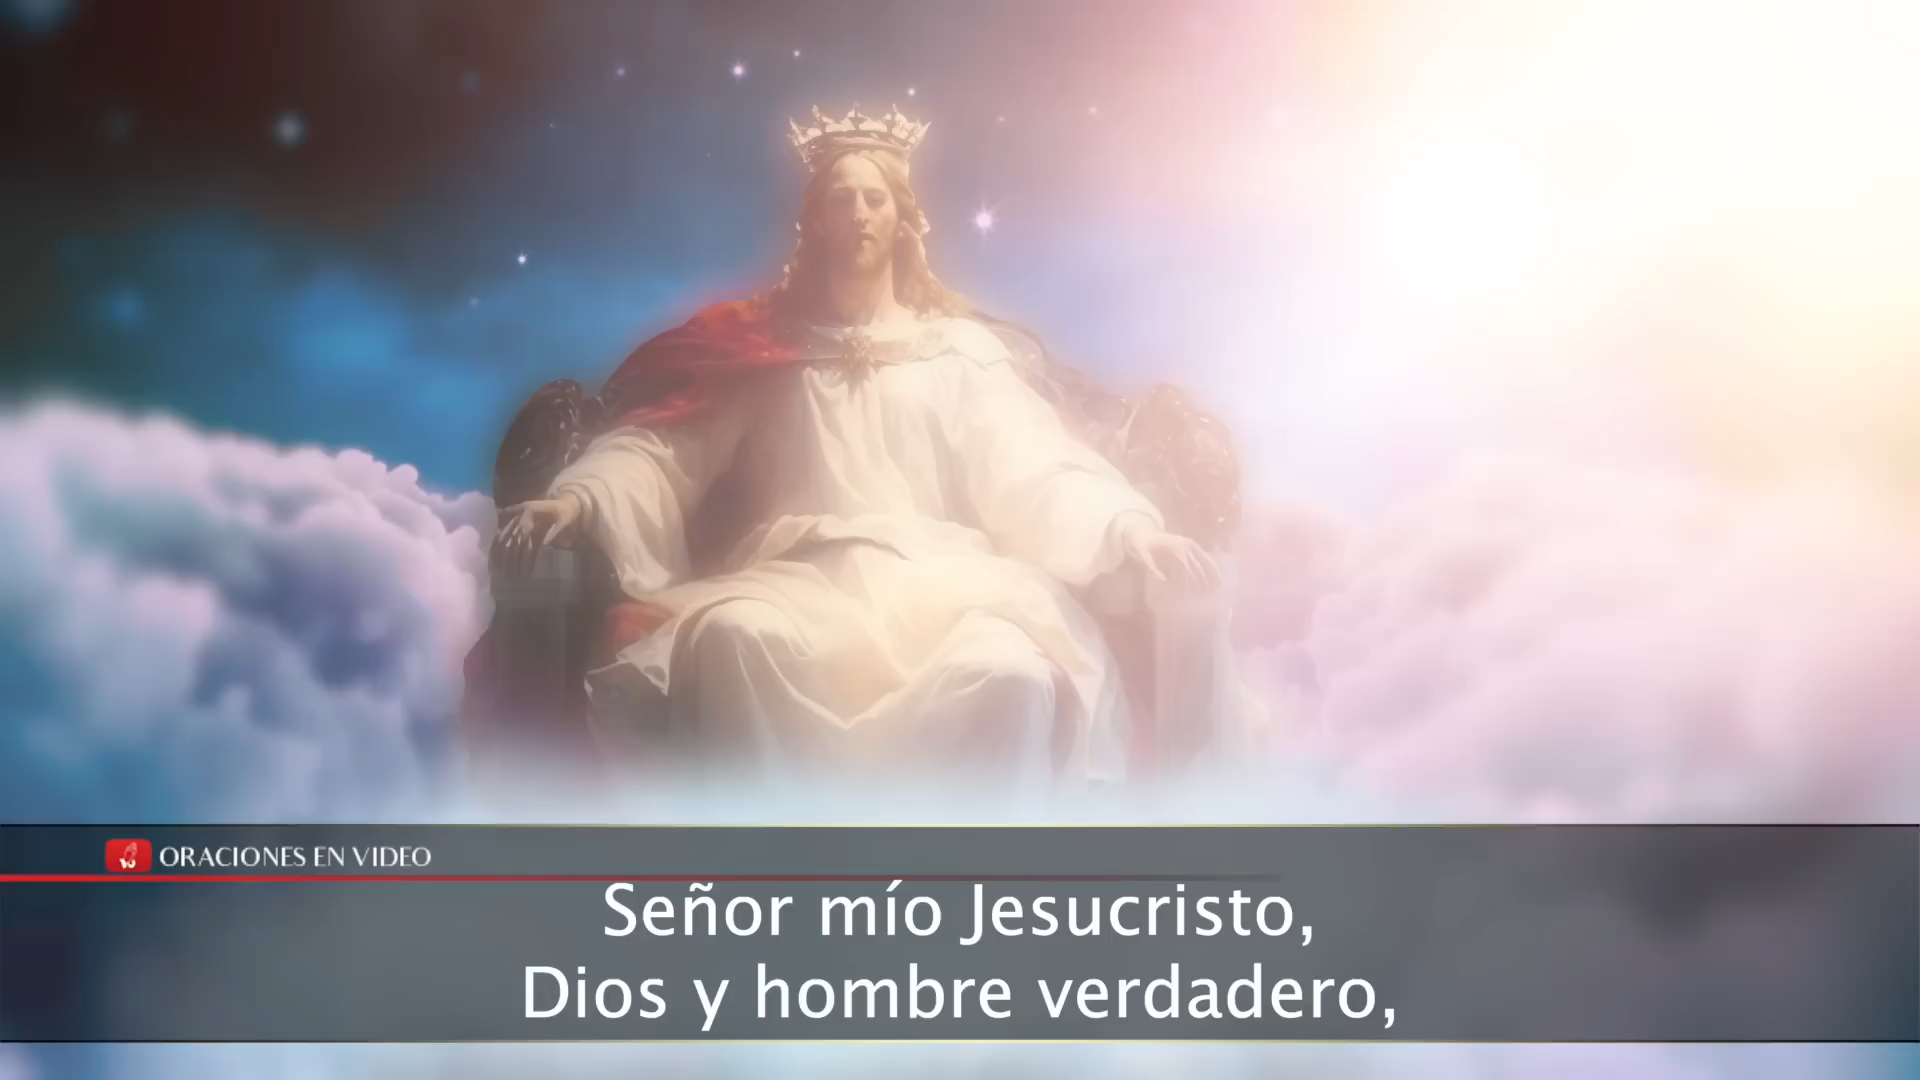 ORACIONES EN VIDEO
Señor mío Jesucristo,
Dios y hombre verdadero,